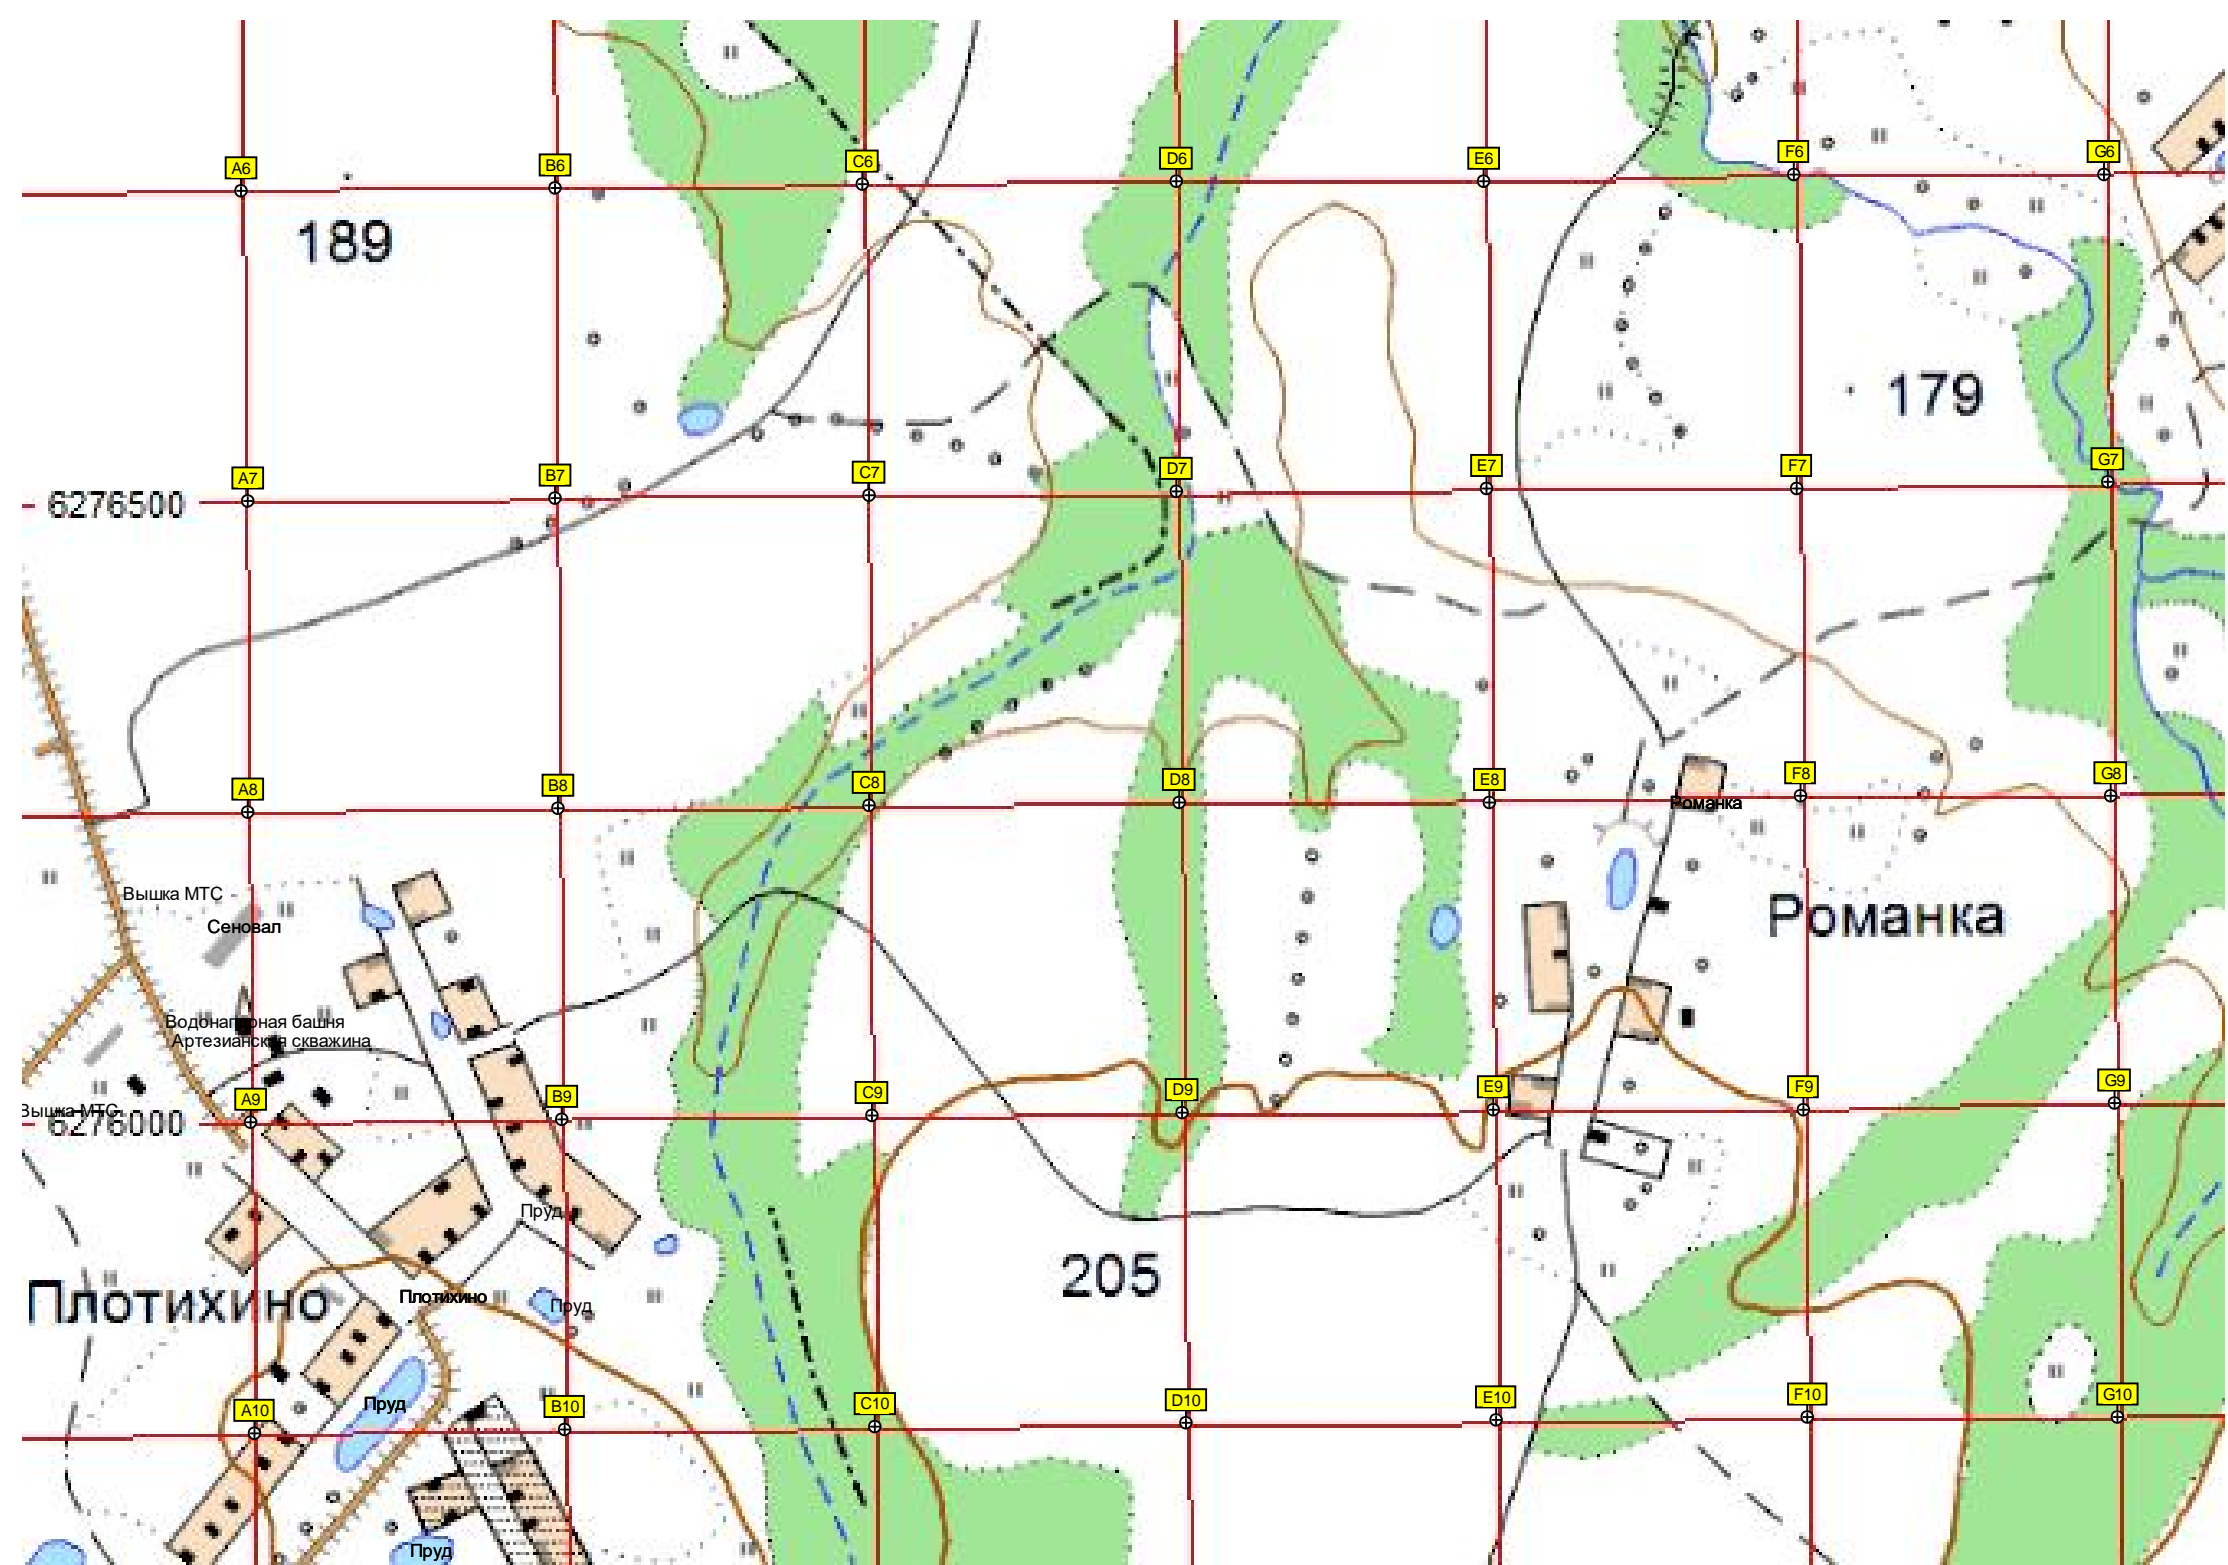 A6 B6 C6 D6 E6 F6 G6
189
179
A7 B7 C7 D7 E7 F7 G7
6276500
A8 B8 C8 D8 E8 F8 G8
Романка
Вышка МТС
Сеновал
Романка
Водонапорная башня
Артезианская скважина
A9 B9 C9 D9 E9 F9 G9
Вышка МТС
6276000
Пруд
205
Плотихино
Плотихино
Пруд
Пруд
A10 B10 C10 D10 E10 F10 G10
Пруд